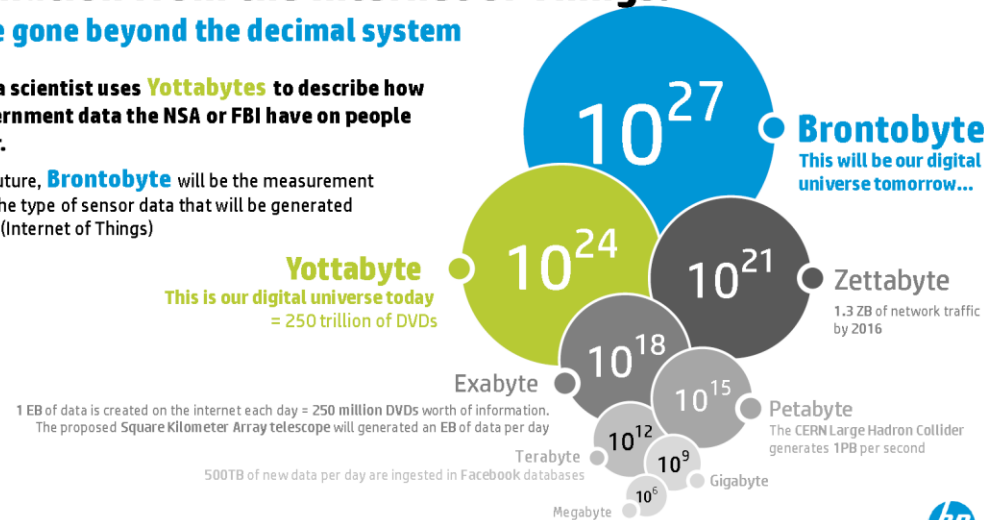 e gone beyond the decimal system
a scientist uses Yottabytes to describe how
ernment data the NSA or FBI have on people
r.
uture, Brontobyte will be the measurement
he type of sensor data that will be generated
(Internet of Things)
10^27
Brontobyte
This will be our digital
universe tomorrow...
10^24
Yottabyte
This is our digital universe today
= 250 trillion of DVDs
10^21
Zettabyte
1.3 ZB of network traffic
by 2016
10^18
Exabyte
1 EB of data is created on the internet each day = 250 million DVDs worth of information.
The proposed Square Kilometer Array telescope will generated an EB of data per day
10^15
Petabyte
The CERN Large Hadron Collider
generates 1PB per second
10^12
Terabyte
500TB of new data per day are ingested in Facebook databases
10^9
Gigabyte
10^6
Megabyte
hp